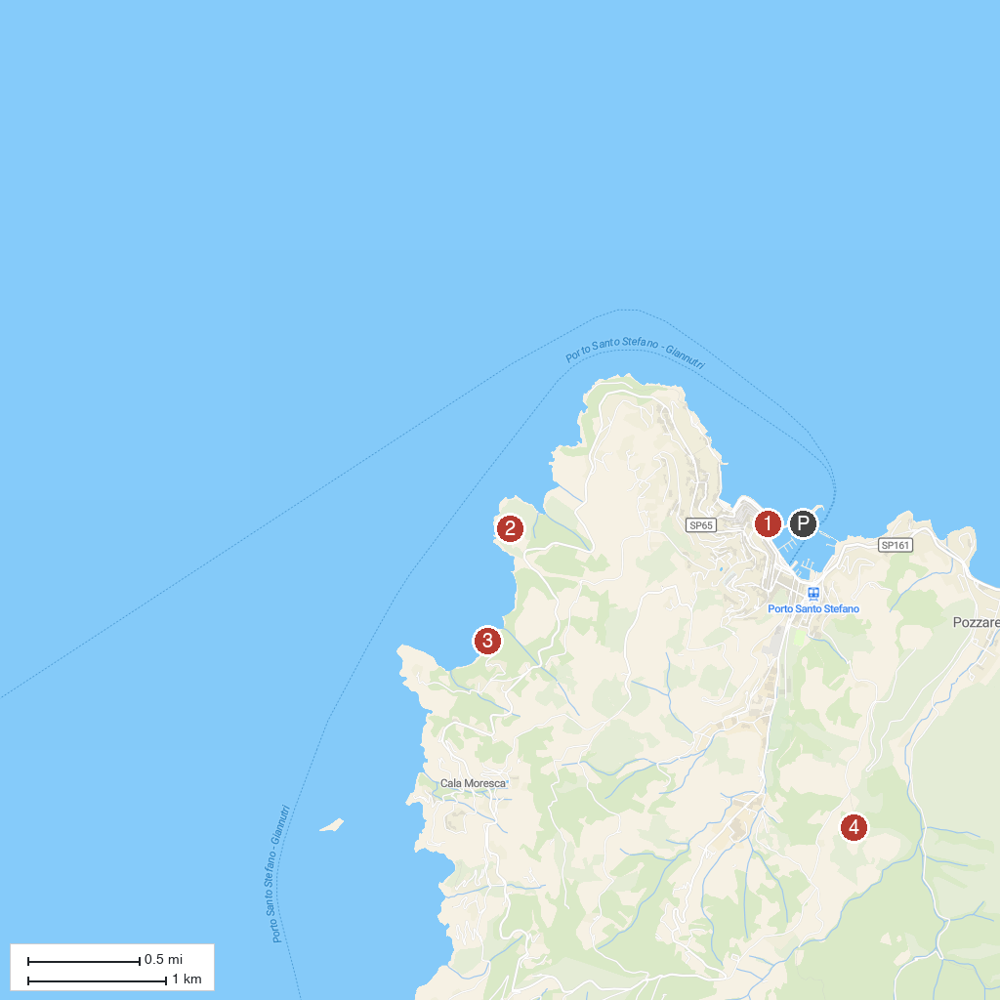 Porto Santo Stefano - Giannutri
1
P
2
SP65
SP161
Porto Santo Stefano
Pozzare
3
Cala Moresca
4
Porto Santo Stefano - Giannutri
0.5 mi
1 km